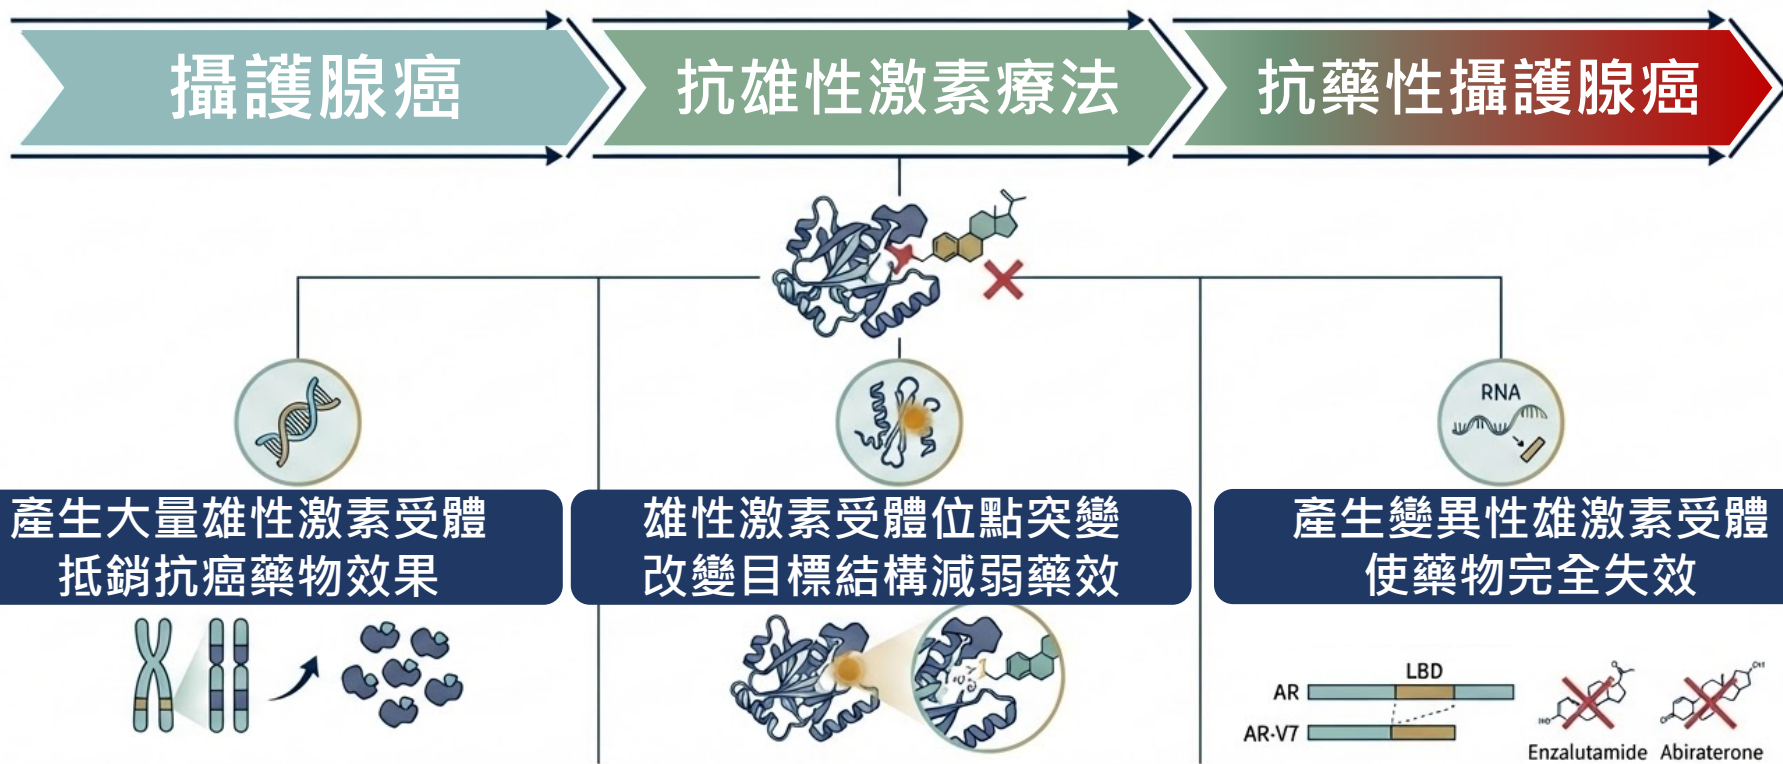 攝護腺癌
抗雄性激素療法
抗藥性攝護腺癌
RNA
產生大量雄性激素受體
抵銷抗癌藥物效果
雄性激素受體位點突變
改變目標結構減弱藥效
產生變異性雄激素受體
使藥物完全失效
LBD
AR
AR-V7
HO
O
O
OH
Enzalutamide Abiraterone